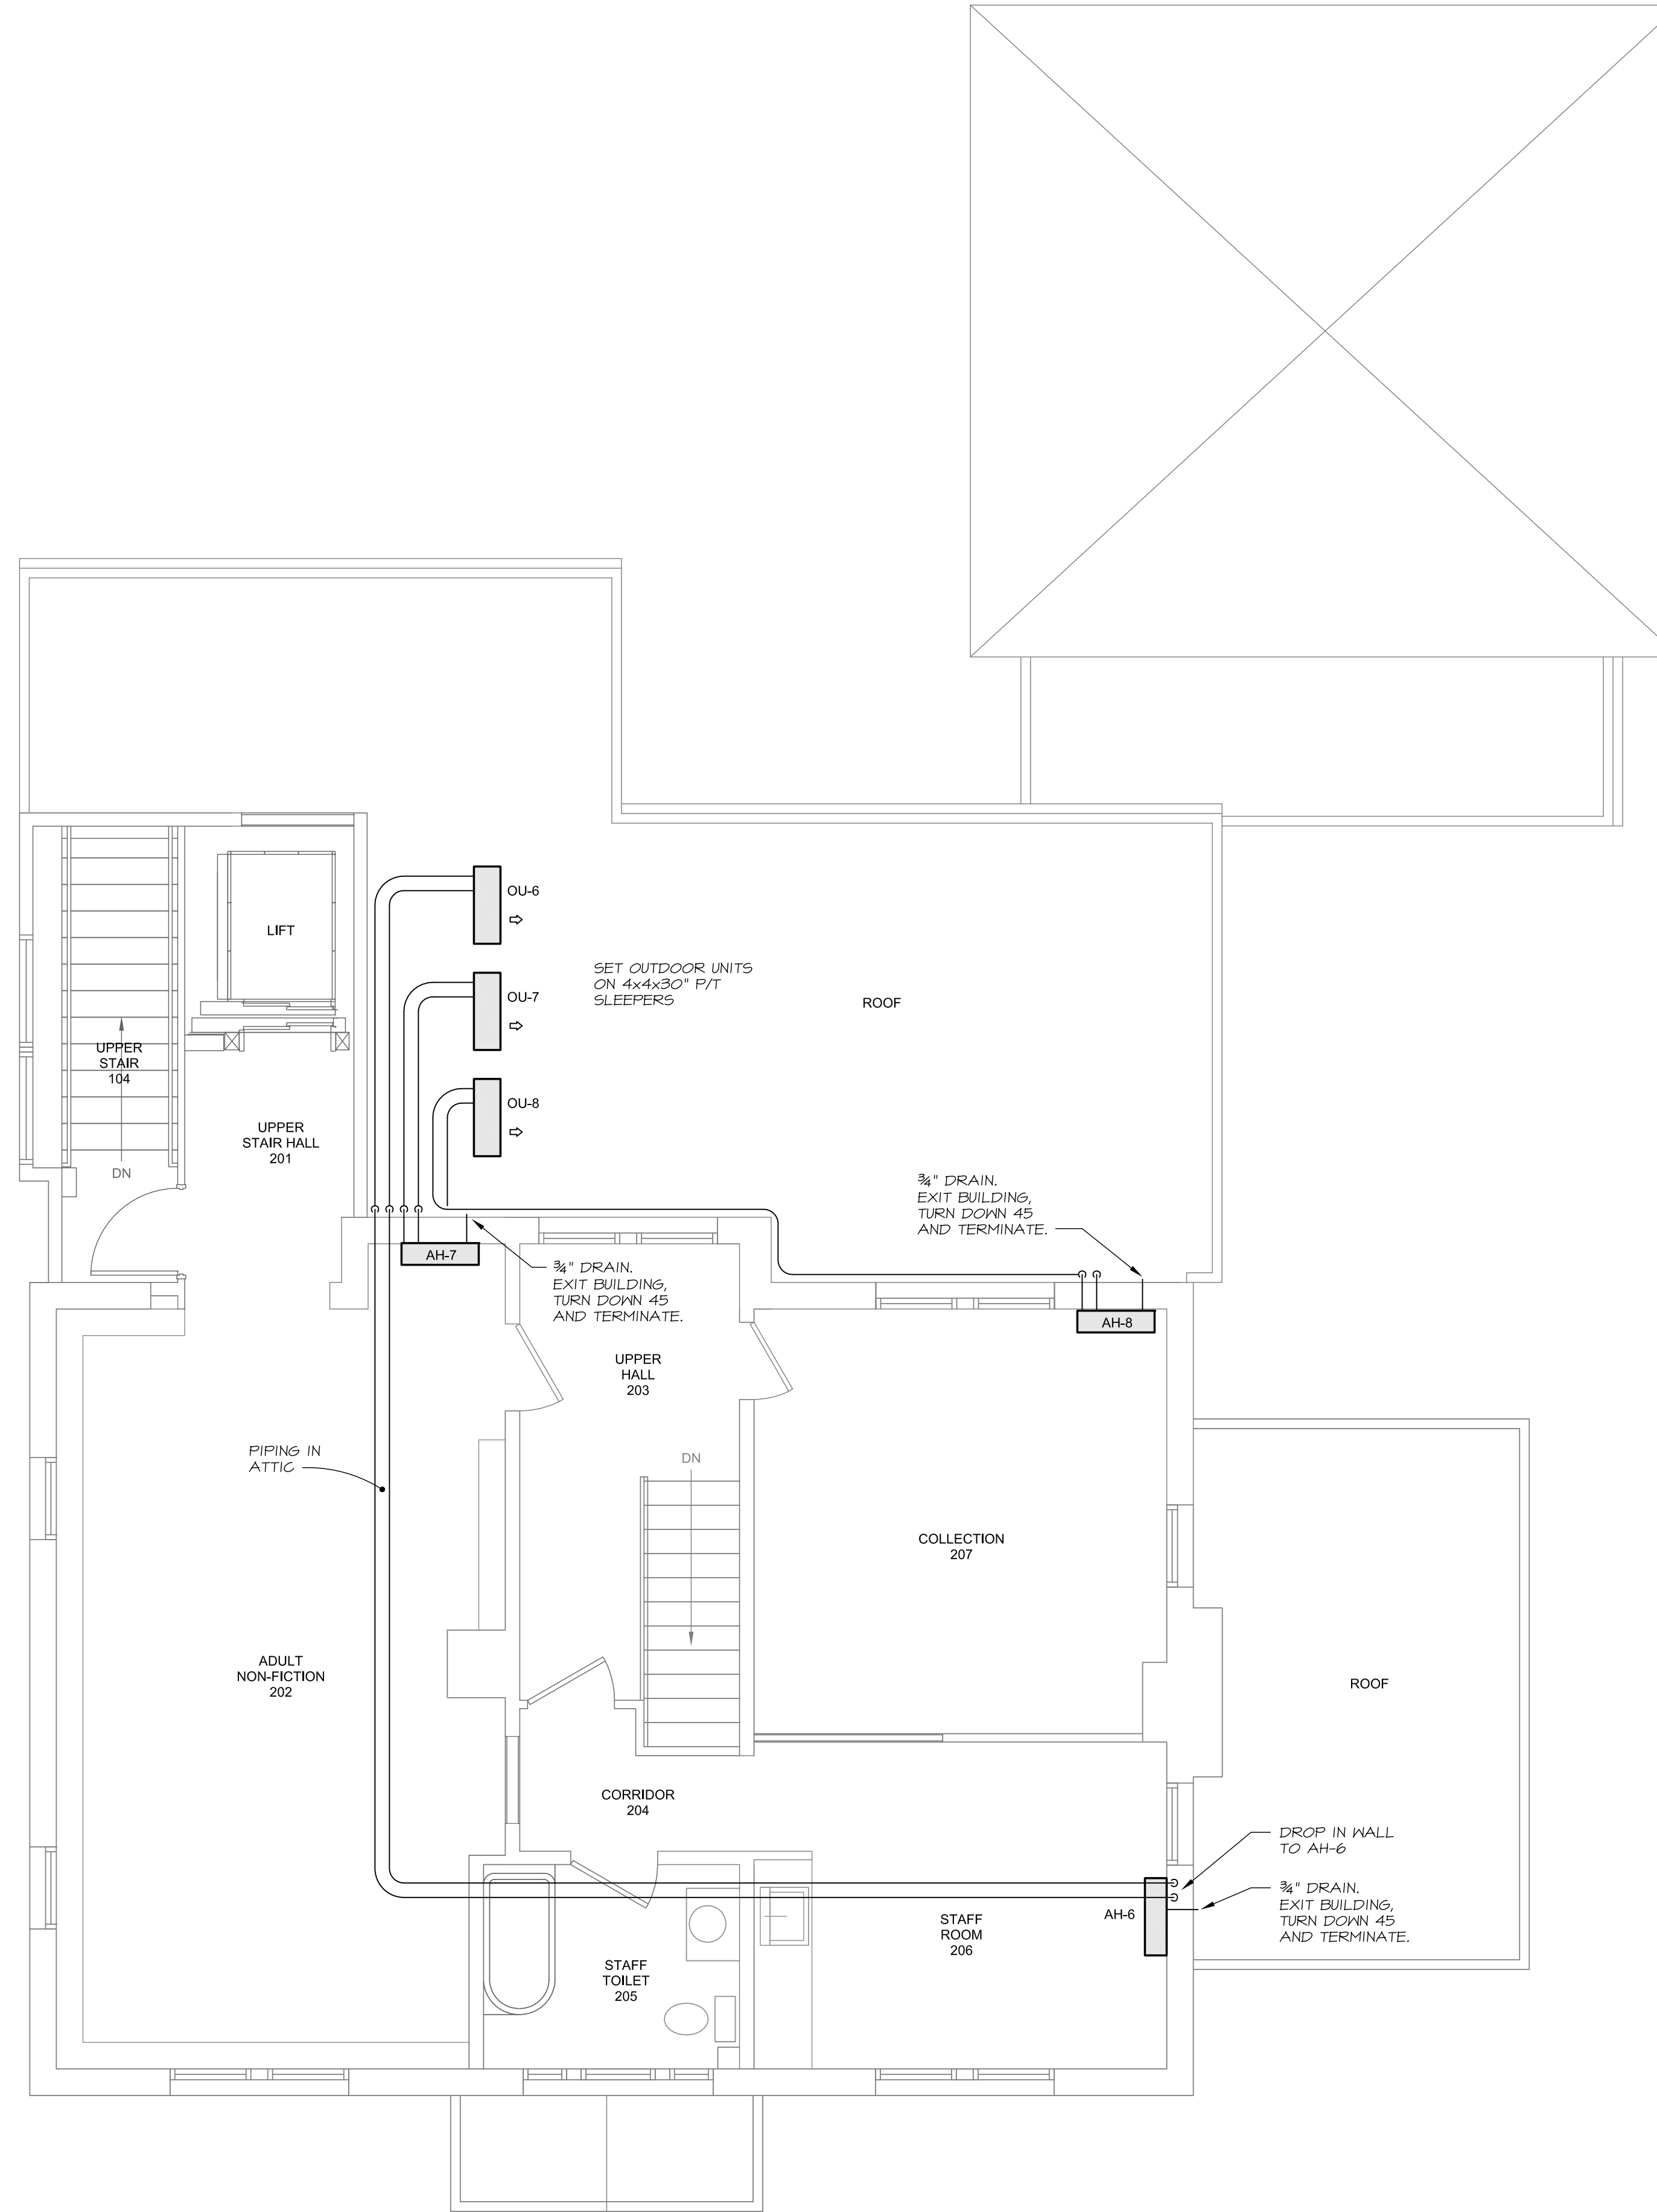 OU-6
LIFT
SET OUTDOOR UNITS
ON 4x4x30" P/T
SLEEPERS
OU-7
ROOF
UPPER
STAIR
104
DN
OU-8
UPPER
STAIR HALL
201
¾" DRAIN.
EXIT BUILDING,
TURN DOWN 45
AND TERMINATE.
AH-7
¾" DRAIN.
EXIT BUILDING,
TURN DOWN 45
AND TERMINATE.
AH-8
UPPER
HALL
203
PIPING IN
ATTIC
DN
COLLECTION
207
ADULT
NON-FICTION
202
ROOF
CORRIDOR
204
DROP IN WALL
TO AH-6
¾" DRAIN.
EXIT BUILDING,
TURN DOWN 45
AND TERMINATE.
AH-6
STAFF
ROOM
206
STAFF
TOILET
205